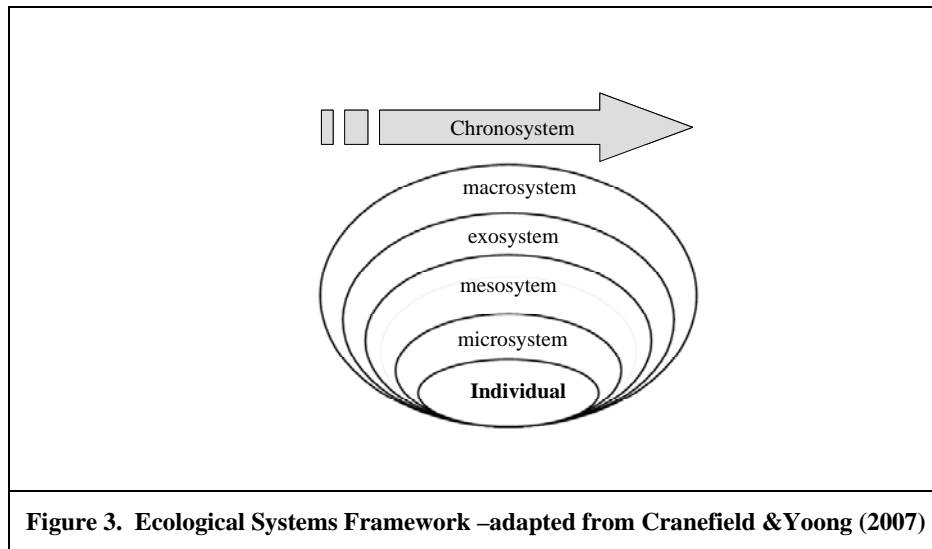 Chronosystem
macrosystem
exosystem
mesosytem
microsystem
Individual
Figure 3.  Ecological Systems Framework –adapted from Cranefield &Yoong (2007)